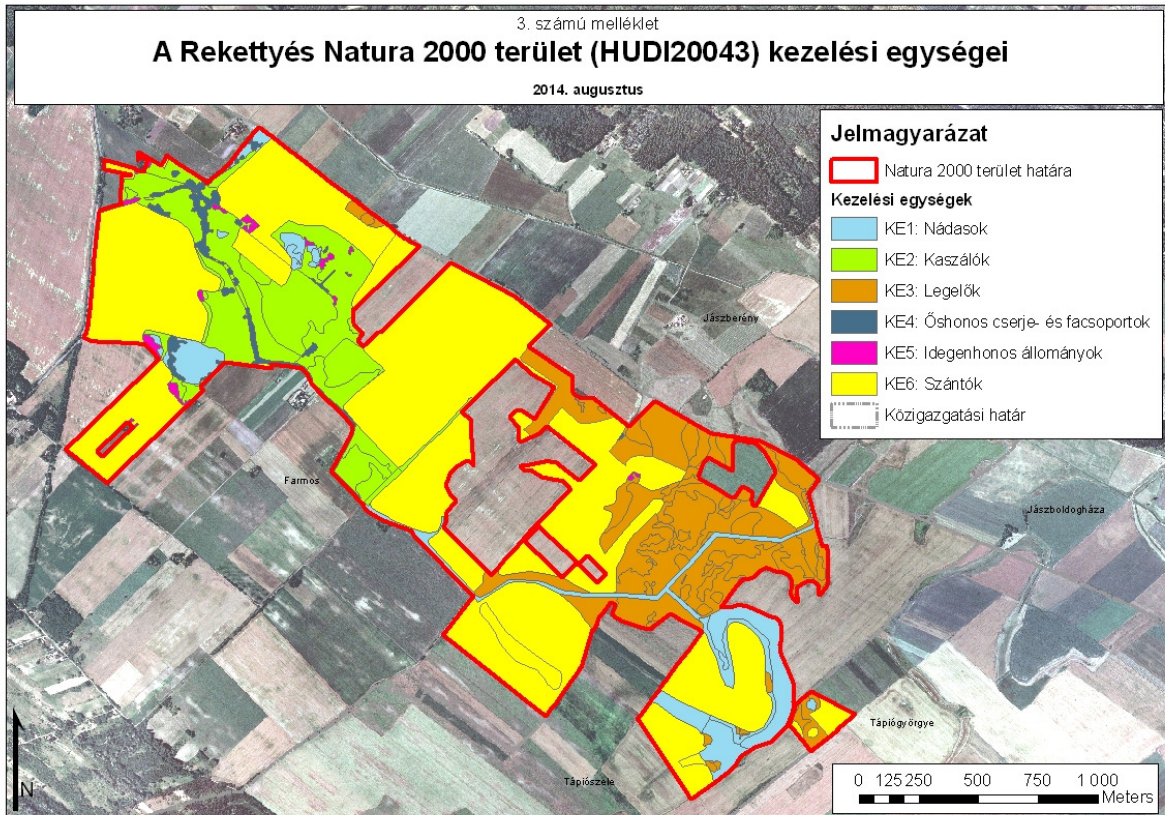 3. számú melléklet
A Rekettyés Natura 2000 terület (HUDI20043) kezelési egységei
2014. augusztus
Jelmagyarázat
Natura 2000 terület határa
Kezelési egységek
KE1: Nádasok
KE2: Kaszálók
KE3: Legelők
KE4: Őshonos cserje- és facsoportok
KE5: Idegenhonos állományok
KE6: Szántók
Közigazgatási határ
Jászberény
Farmos
Jászboldogháza
Tápiógyörgye
Tápiószele
N
0 125 250 500 750 1 000
Meters